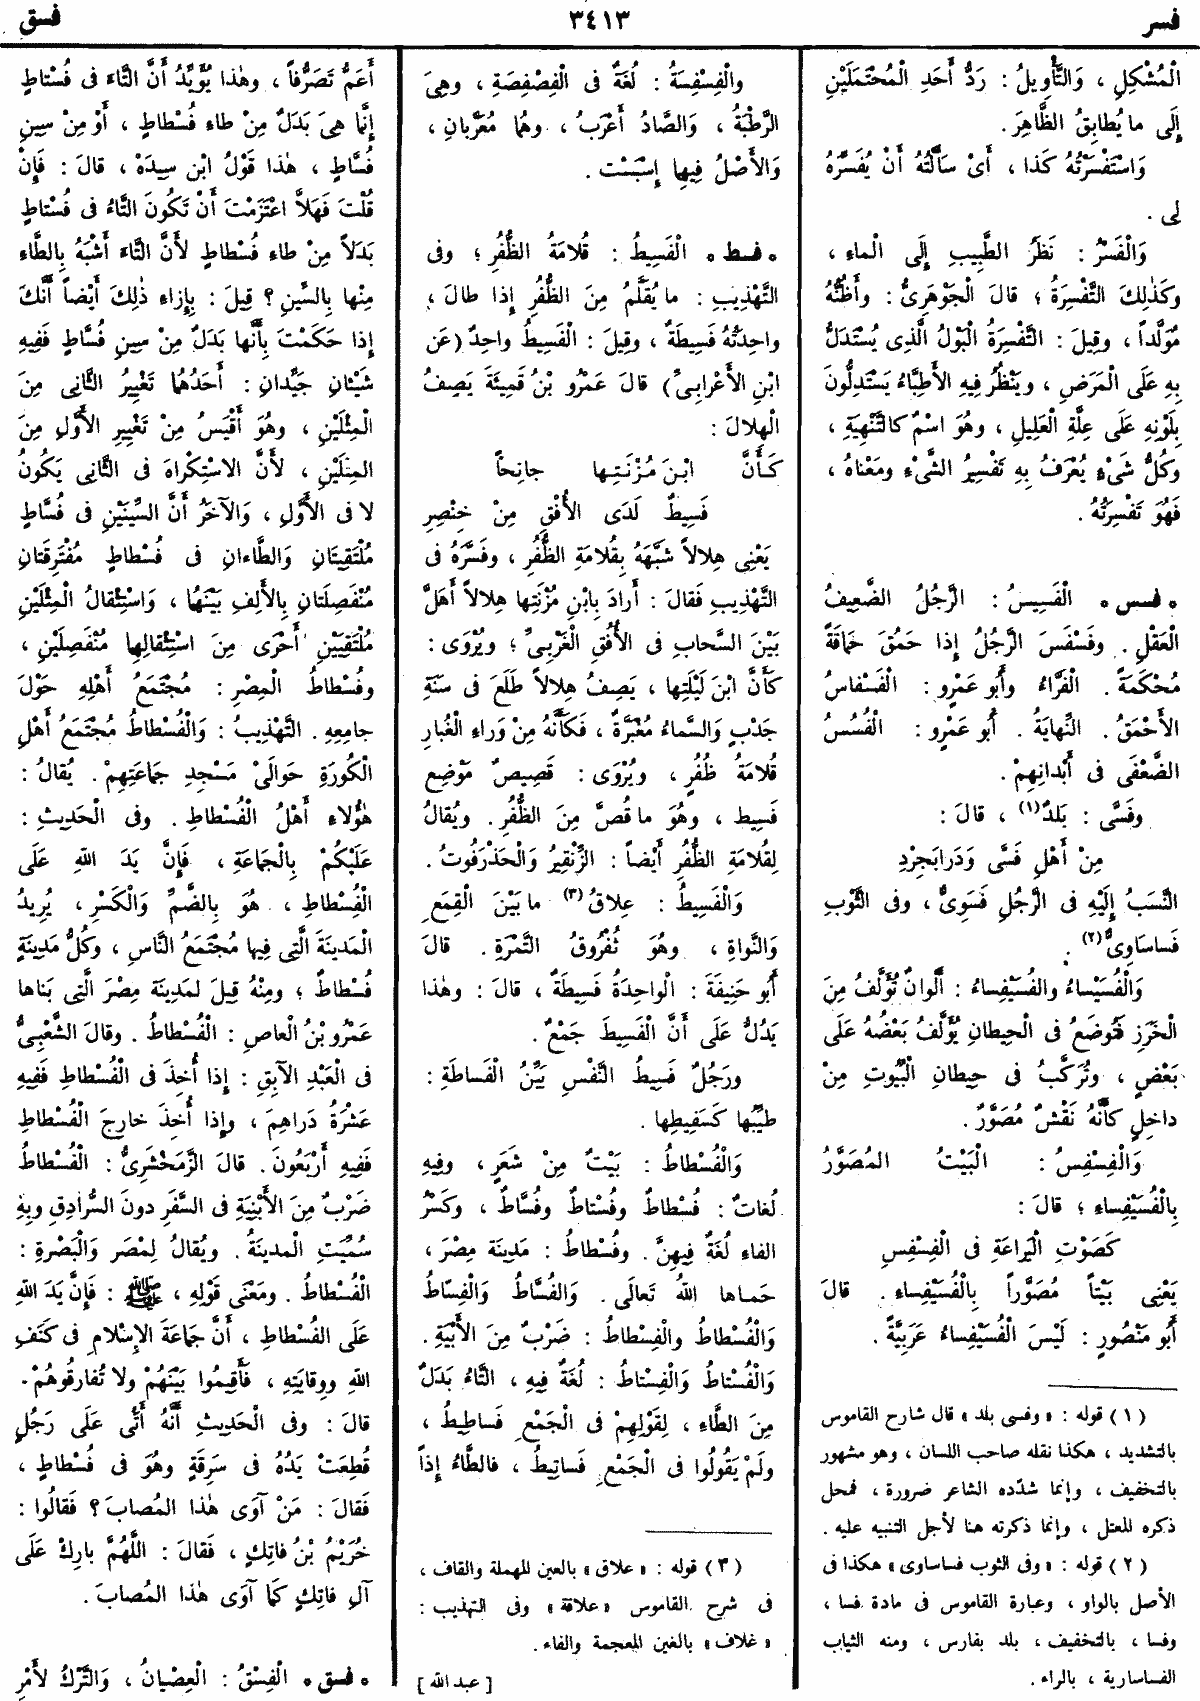 فسر
٣٤١٣
فسق
الْمُشْكِلِ ، وَالتَّأْوِيلُ : رَدُّ أَحَدِ الْمُحْتَمَلَيْنِ
إِلَى ما يُطابِقُ الظَّاهِرَ .
وَاسْتَفْسَرْتُهُ كَذا ، أَىْ سَأَلْتُهُ أَنْ يُفَسِّرَهُ
لِى .
وَالْفَسْرُ : نَظَرُ الطَّبِيبِ إِلَى الْماءِ ،
وكَذٰلِكَ التَّفْسِرَةُ ؛ قالَ الْجَوْهَرِىُّ : وأَظُنُّهُ
مُوَلَّداً ، وقِيلَ : التَّفْسِرَةُ الْبَوْلُ الَّذِى يُسْتَدَلُّ
بِهِ عَلَى الْمَرَضِ ، ويَنْظُرُ فِيهِ الأَطِبَّاءُ يَسْتَدِلُّونَ
بِلَوْنِهِ عَلَى عِلَّةِ الْعَلِيلِ ، وهُوَ اسْمٌ كالتَّنْهِيَةِ ،
وكُلُّ شَىْءٍ يُعْرَفُ بِهِ تَفْسِيرُ الشَّىْءِ ومَعْناهُ ،
فَهُوَ تَفْسِرَتُهُ .
• فسس • الْفَسِيسُ : الرَّجُلُ الضَّعِيفُ
الْعَقْلِ . وفَسْفَسَ الرَّجُلُ إِذا حَمُقَ حَماقَةً
مُحْكَمَةً . الْفَرَّاءُ وأَبُو عَمْرٍو : الْفَسْفاسُ
الأَحْمَقُ . النِّهايَةُ . أَبُو عَمْرٍو : الْفُسُسُ
الضَّعْفَى فى أَبْدانِهِمْ .
وفَسَّى : بَلَدٌ(١) ، قالَ :
مِنْ أَهْلِ فَسَّى وَدَرابَجِرْدِ
النَّسَبُ إِلَيْهِ فى الرَّجُلِ فَسَوِىٌّ ، وفى الثَّوْبِ
فَساسَاوِىٌّ(٢) .
وَالْفُسَيْساءُ والْفُسَيْفِساءُ : أَلْوانٌ تُؤَلَّفُ مِنَ
الْخَرَزِ فَتُوضَعُ فى الْحِيطانِ يُؤَلَّفُ بَعْضُهُ عَلَى
بَعْضٍ ، وتُرَكَّبُ فى حِيطانِ الْبُيُوتِ مِنْ
داخِلٍ كأَنَّهُ نَقْشٌ مُصَوَّرٌ .
وَالْفِسْفِسُ : الْبَيْتُ الْمُصَوَّرُ
بِالْفُسَيْفِساءِ ؛ قالَ :
كَصَوْتِ الْيَراعَةِ فى الْفِسْفِسِ
يَعْنِى بَيْتاً مُصَوَّراً بِالْفُسَيْفِساءِ . قالَ
أَبُو مَنْصُورٍ : لَيْسَ الْفُسَيْفِساءُ عَرَبِيَّةً .
(١) قوله : « وفسى بلد » قال شارح القاموس
بالتشديد ، هكذا نقله صاحب اللسان ، وهو مشهور
بالتخفيف ، وإنما شدّده الشاعر ضرورة ، فمحل
ذكره المعتل ، وإنما ذكرته هنا لأجل التنبيه عليه .
(٢) قوله : « وفى الثوب فساساوى » هكذا فى
الأصل بالواو ، وعبارة القاموس فى مادة فسا ،
وفسا ، بالتخفيف ، بلد بفارس ، ومنه الثياب
الفساسارية ، بالراء .
والْفِسْفِسَةُ : لُغَةٌ فى الْفِصْفِصَةِ ، وهِىَ
الرَّطْبَةُ ، وَالصَّادُ أَعْرَبُ ، وهُما مُعَرَّبانِ ،
وَالأَصْلُ فِيها إِسْبَسْت .
• فسط • الْفَسِيطُ : قُلامَةُ الظُّفُرِ ؛ وفى
التَّهْذِيبِ : ما يُقَلَّمُ مِنَ الظُّفُرِ إِذا طالَ ؛
واحِدَتُهُ فَسِيطَةٌ ، وقِيلَ : الْفَسِيطُ واحِدٌ (عَنِ
ابْنِ الأَعْرابِىِّ) قالَ عَمْرُو بْنُ قَمِيئَةَ يَصِفُ
الْهِلالَ :
كَأَنَّ ابْنَ مُزْنَتِها جانِحاً
فَسِيطٌ لَدَى الأُفْقِ مِنْ خِنْصِرِ
يَعْنِى هِلالاً شَبَّهَهُ بِقُلامَةِ الظُّفُرِ ، وفَسَّرَهُ فى
التَّهْذِيبِ فَقالَ : أَرادَ بِابْنِ مُزْنَتِها هِلالاً أَهَلَّ
بَيْنَ السَّحابِ فى الأُفُقِ الْغَرْبِىِّ ؛ ويُرْوَى :
كَأَنَّ ابْنَ لَيْلَتِها ، يَصِفُ هِلالاً طَلَعَ فى سَنَةِ
جَدْبٍ وَالسَّماءُ مُغْبَرَّةٌ ، فَكَأَنَّهُ مِنْ وَراءِ الْغُبارِ
قُلامَةُ ظُفُرٍ ، ويُرْوَى : قَصِيصٌ مَوْضِعَ
فَسِيط ، وهُوَ ما قُصَّ مِنَ الظُّفُرِ . ويُقالُ
لِقُلامَةِ الظُّفُرِ أَيْضاً : الزِّنْقِيرُ وَالْحَذْرَفُوتُ .
وَالْفَسِيطُ : عِلاقُ(٣) ما بَيْنَ الْقِمَعِ
وَالنَّواةِ ، وهُوَ ثُفْرُوقُ التَّمْرَةِ . قالَ
أَبُو حَنِيفَةَ : الْواحِدَةُ فَسِيطَةٌ ، قالَ : وهٰذا
يَدُلُّ عَلَى أَنَّ الْفَسِيطَ جَمْعٌ .
ورَجُلٌ فَسِيطُ النَّفْسِ بَيِّنُ الْفَساطَةِ :
طَيِّبُها كَسَفِيطِها .
وَالْفُسْطاطُ : بَيْتٌ مِنْ شَعَرٍ ، وفِيهِ
لُغاتٌ : فُسْطاطٌ وفُسْتاطٌ وفُسَّاطٌ ، وكَسْرُ
الفاءِ لُغَةٌ فِيهِنَّ . وفُسْطاطُ : مَدِينَة مِصْرَ ،
حَماها اللهُ تَعالَى . وَالفُسَّاطُ وَالْفِسَّاطُ
وَالْفُسْطاطُ والْفِسْطاطُ : ضَرْبٌ مِنَ الأَبْنِيَةِ .
وَالْفُسْتاطُ وَالْفِسْتاطُ : لُغَةٌ فِيهِ ، التَّاءُ بَدَلٌ
مِنَ الطَّاءِ ، لِقَوْلِهِمْ فى الْجَمْعِ فَساطِيطُ ،
ولَمْ يَقُولُوا فى الْجَمْعِ فَساتِيطُ ، فالطَّاءُ إِذاً
(٣) قوله : « علاق » بالعين المهملة والقاف ،
فى شرح القاموس « علاقة » وفى التهذيب :
« غلاف » بالغين المعجمة والفاء .
[ عبد الله ]
أَعَمُّ تَصَرُّفاً ، وهٰذا يُؤَيِّدُ أَنَّ التَّاءَ فى فُسْتاطٍ
إِنَّما هِىَ بَدَلٌ مِنْ طاءِ فُسْطاطٍ ، أَوْ مِنْ سِينِ
فُسَّاطٍ ، هٰذا قَوْلُ ابْنِ سِيدَهْ ، قالَ : فَإِنْ
قُلْتَ فَهَلاَّ اعْتَزَمْتَ أَنْ تَكُونَ التَّاءُ فى فُسْتاطٍ
بَدَلاً مِنْ طاءِ فُسْطاطٍ لأَنَّ التَّاءَ أَشْبَهُ بِالطَّاءِ
مِنْها بِالسِّينِ ؟ قِيلَ : بِإِزاءِ ذٰلِكَ أَيْضاً أَنَّكَ
إِذا حَكَمْتَ بِأَنَّها بَدَلٌ مِنْ سِينِ فُسَّاطٍ فَفِيهِ
شَيْئانِ جَيِّدانِ : أَحَدُهُما تَغْيِيرُ الثَّانِى مِنَ
الْمِثْلَيْنِ ، وهُوَ أَقْيَسُ مِنْ تَغْيِيرِ الأَوَّلِ مِنَ
المِثلَيْنِ ، لأَنَّ الاسْتِكْراهَ فى الثَّانِى يَكُونُ
لا فى الأَوَّلِ ، وَالآخَرُ أَنَّ السِّينَيْنِ فى فُسَّاطٍ
مُلْتَقِيَتَانِ وَالطَّاءانِ فى فُسْطاطٍ مُفْتَرِقَتانِ
مُنْفَصِلَتانِ بِالأَلِفِ بَيْنَهُما ، وَاسْتِثْقالُ الْمِثْلَيْنِ
مُلْتَقِيَيْنِ أَحْرَى مِنَ اسْتِثْقالِها مُنْفَصِلَيْنِ ،
وفُسْطاطُ الْمِصْرِ : مُجْتَمَعُ أَهْلِهِ حَوْلَ
جامِعِهِ . التَّهْذِيبُ : وَالْفُسْطاطُ مُجْتَمَعُ أَهْلِ
الْكُورَةِ حَوالَىْ مَسْجِدِ جَماعَتِهِمْ . يُقالُ :
هٰؤُلاءِ أَهْلُ الْفُسْطاطِ . وفى الْحَدِيثِ :
عَلَيْكُمْ بِالْجَماعَةِ ، فَإِنَّ يَدَ اللهِ عَلَى
الْفُِسْطاطِ ، هُوَ بِالضَّمِّ وَالْكَسْرِ ، يُرِيدُ
الْمَدِينَةَ الَّتِى فِيها مُجْتَمَعُ النَّاسِ ، وكُلُّ مَدِينَةٍ
فُسْطاطٌ ؛ ومِنْهُ قِيلَ لمَدِينَة مِصْرَ الَّتِى بَناها
عَمْرُو بْنُ الْعاصِ : الْفُسْطاطُ . وقالَ الشَّعْبِىُّ
فى الْعَبْدِ الآبِقِ : إِذا أُخِذَ فى الْفُسْطاطِ فَفِيهِ
عَشْرَةُ دَراهِمَ ، وإِذا أُخِذَ خارِجَ الْفُسْطاطِ
فَفِيهِ أَرْبَعُونَ . قالَ الزَّمَخْشَرِىُّ : الْفُسْطاطُ
ضَرْبٌ مِنَ الأَبْنِيَةِ فى السَّفَرِ دونَ السُّرادِقِ وبِهِ
سُمِّيَتِ الْمدينَةُ . ويُقالُ لِمْصَر وَالْبَصْرَةِ :
الْفُسْطاطُ . ومَعْنَى قَوْلِهِ ، ﷺ : فَإِنَّ يَدَ اللهِ
عَلَى الفُسْطاطِ ، أَنَّ جَماعَةَ الإِسْلامِ فى كَنَفِ
اللهِ ووِقايَتِهِ ، فَأَقِيمُوا بَيْنَهُمْ ولا تُفارِقُوهُمْ .
قالَ : وفى الْحَدِيثِ أَنَّهُ أَتَى عَلَى رَجُلٍ
قُطِعَتْ يَدُهُ فى سَرِقَةٍ وهُوَ فى فُسْطاطٍ ،
فَقالَ : مَنْ آوَى هٰذا المُصابَ ؟ فَقالُوا :
خُرَيْمُ بْنُ فاتِكٍ ، فَقالَ : اللَّهُمَّ بارِكْ عَلَى
آلِ فاتِكٍ كَما آوَى هٰذا المُصابَ .
• فسق • الْفِسْقُ : الْعِصْيانُ ، وَالتَّرْكُ لأَمْرِ